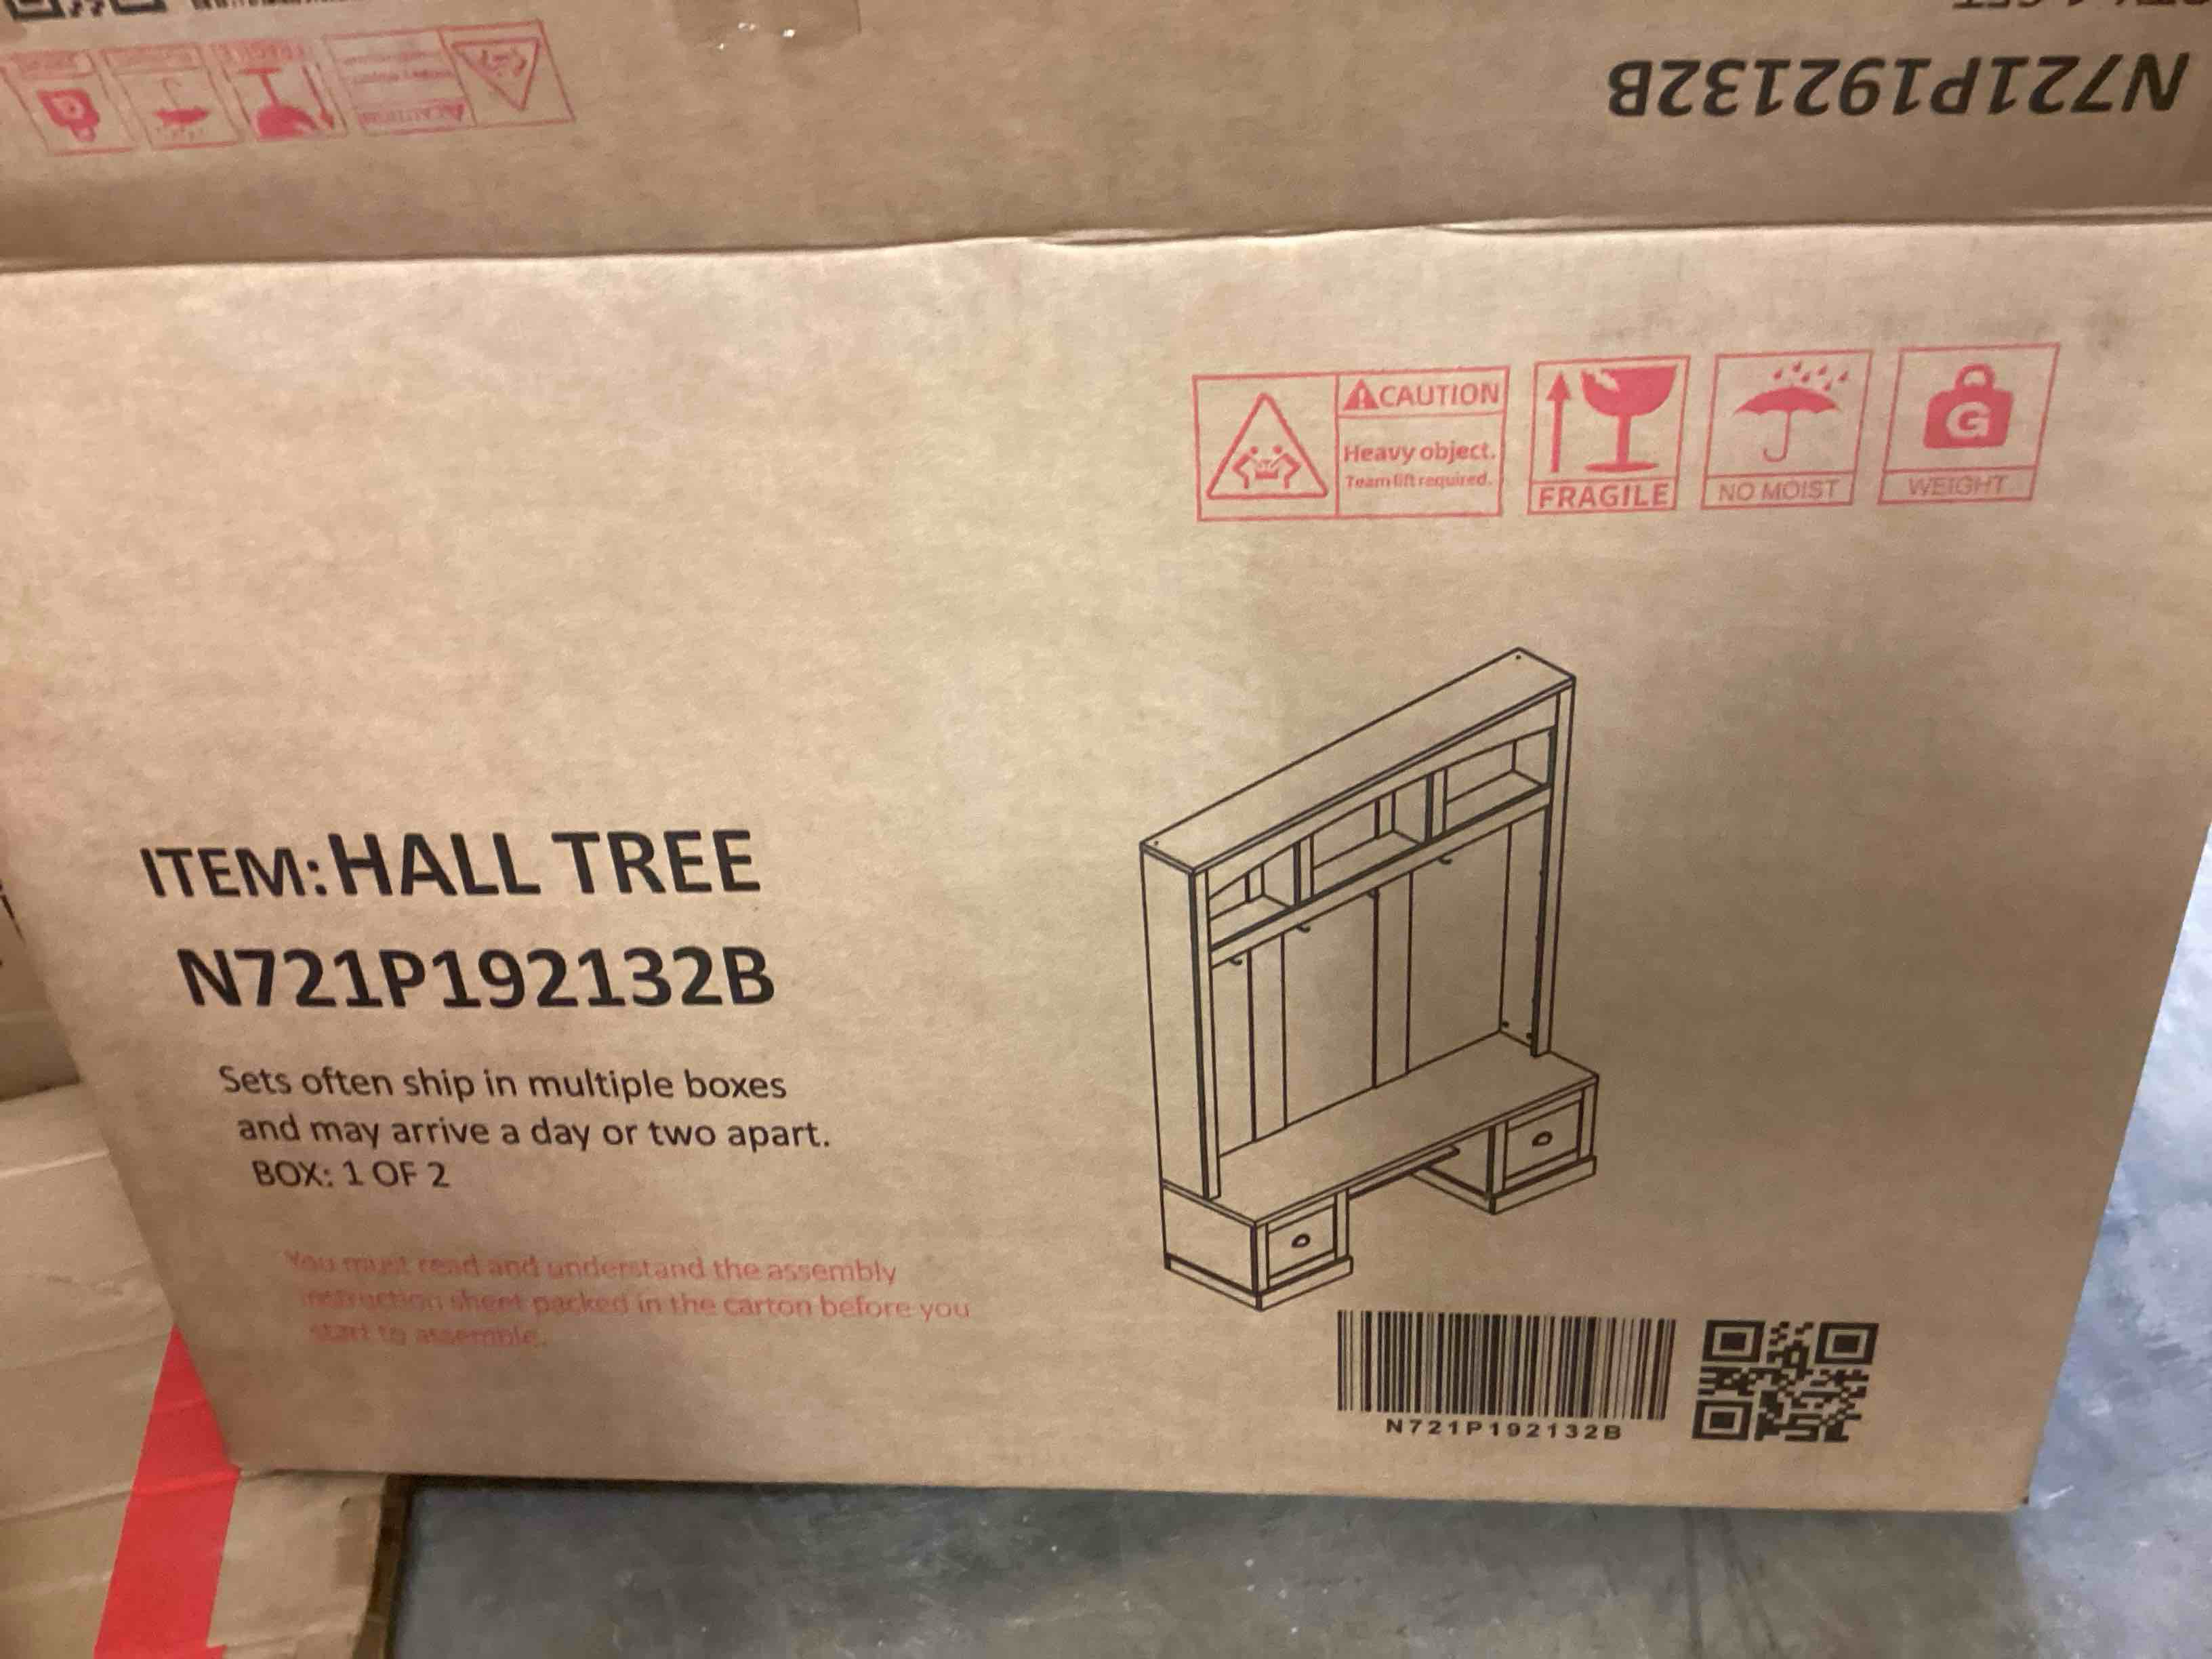 N721P192132B
FRAGILE
CAUTION
CAUTION
Heavy object.
Team lift required.
FRAGILE
NO MOIST
WEIGHT
G
ITEM: HALL TREE
N721P192132B
Sets often ship in multiple boxes
and may arrive a day or two apart.
BOX: 1 OF 2
You must read and understand the assembly
instruction sheet packed in the carton before you
start to assemble.
N721P192132B